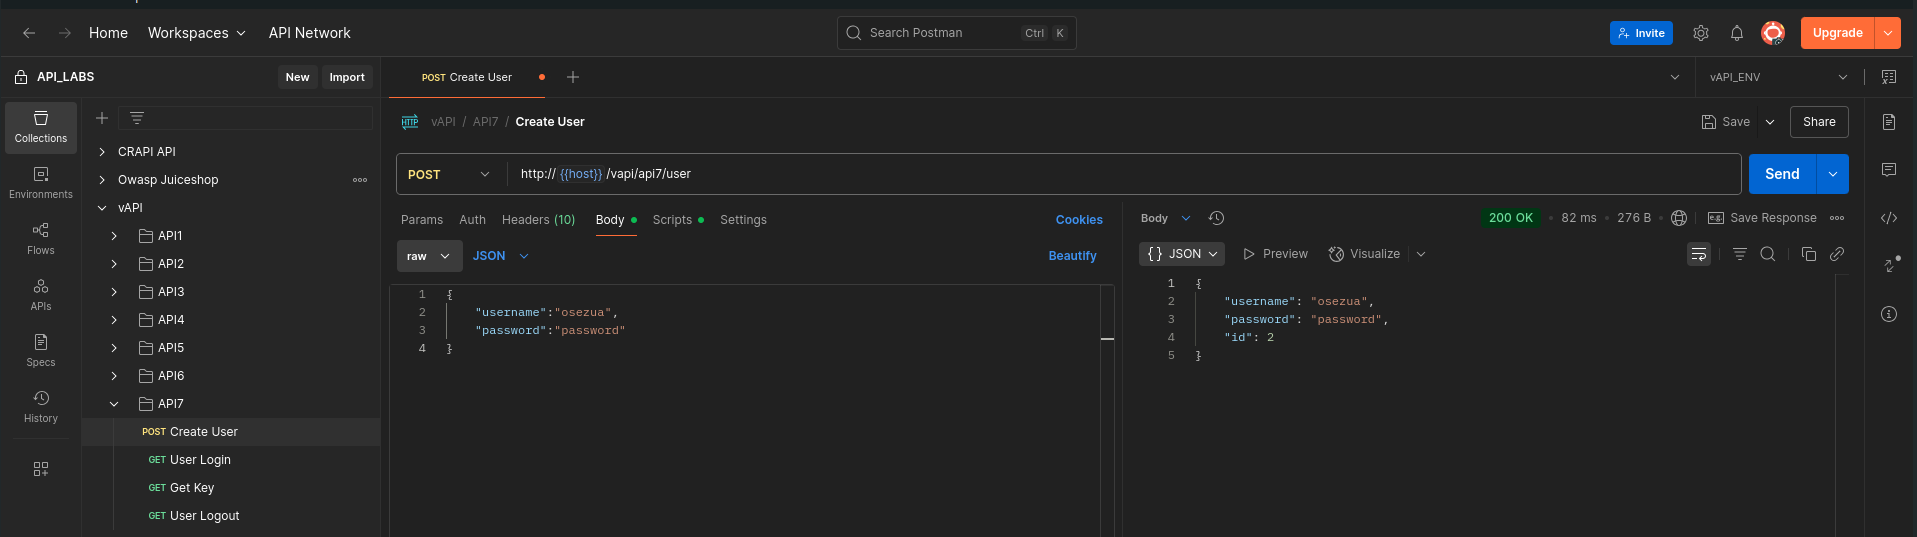 Home Workspaces API Network Search Postman Ctrl K Invite Upgrade
API_LABS New Import POST Create User vAPI_ENV
Collections
Environments
Flows
APIs
Specs
History
CRAPI API
Owasp Juiceshop
vAPI
API1
API2
API3
API4
API5
API6
API7
POST Create User
GET User Login
GET Get Key
GET User Logout
HTTP vAPI / API7 / Create User Save Share
POST http:// {{host}} /vapi/api7/user Send
Params Auth Headers (10) Body Scripts Settings Cookies
raw JSON Beautify
1 {
2 "username":"osezua",
3 "password":"password"
4 }
Body 200 OK 82 ms 276 B e.g. Save Response
{} JSON Preview Visualize
1 {
2 "username": "osezua",
3 "password": "password",
4 "id": 2
5 }